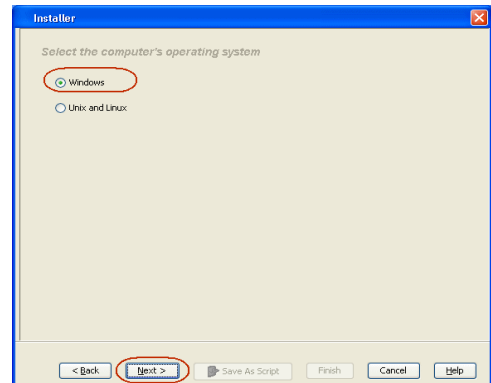 Installer
Select the computer's operating system
Windows
Unix and Linux
< Back Next > Save As Script Finish Cancel Help